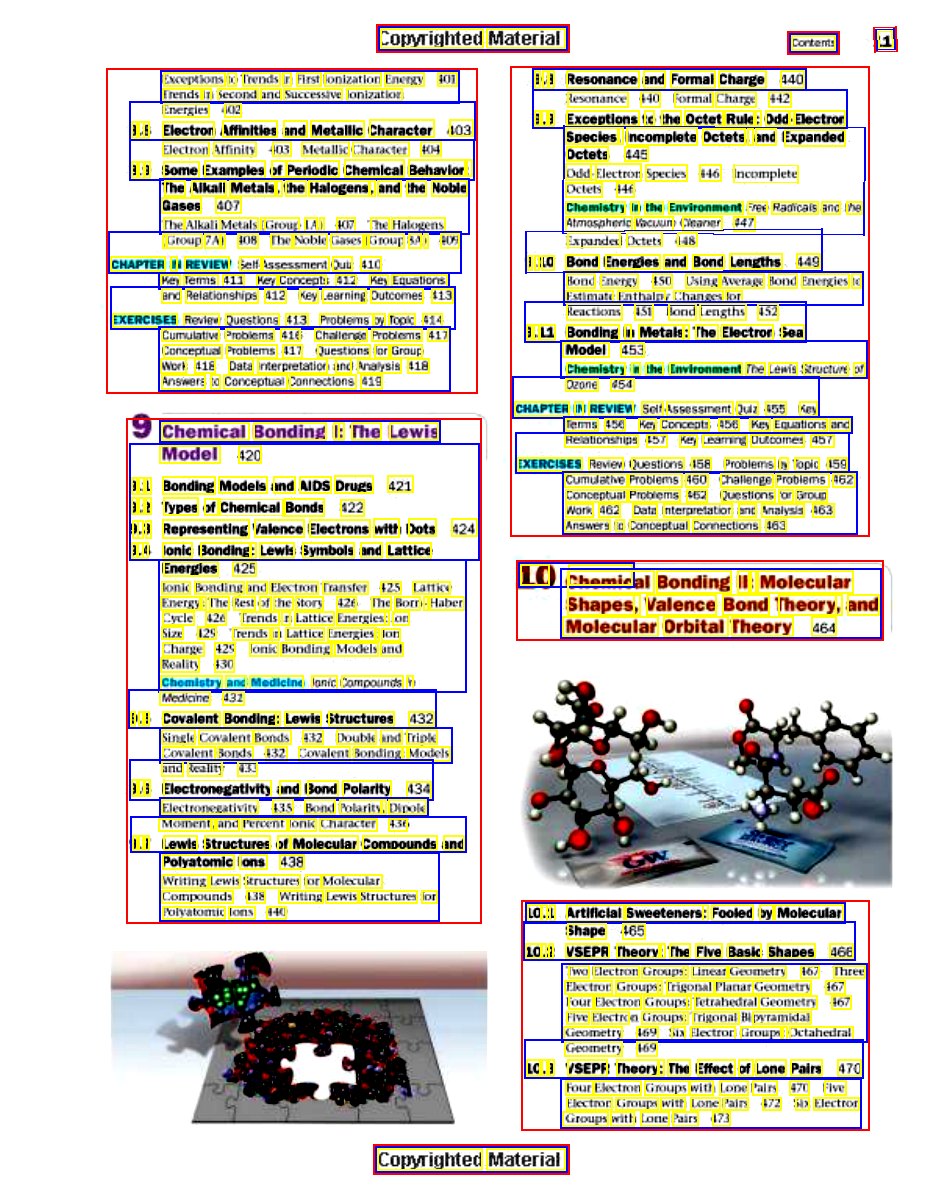 Copyrighted Material
Contents
Exceptions to Trends in First Ionization Energy 401
Trends in Second and Successive Ionization
Energies 402
Electron Affinities and Metallic Character 403
Electron Affinity 403 Metallic Character 404
Some Examples of Periodic Chemical Behavior:
The Alkali Metals, the Halogens, and the Noble
Gases 407
The Alkali Metals (Group 1A) 407 The Halogens
(Group 7A) 408 The Noble Gases (Group 8A) 409
CHAPTER IN REVIEW Self-Assessment Quiz 410
Key Terms 411 Key Concepts 412 Key Equations
and Relationships 412 Key Learning Outcomes 413
EXERCISES Review Questions 413 Problems by Topic 414
Cumulative Problems 416 Challenge Problems 417
Conceptual Problems 417 Questions for Group
Work 418 Data Interpretation and Analysis 418
Answers to Conceptual Connections 419
9 Chemical Bonding I: The Lewis
Model 420
9.1 Bonding Models and AIDS Drugs 421
9.2 Types of Chemical Bonds 422
9.3 Representing Valence Electrons with Dots 424
9.4 Ionic Bonding: Lewis Symbols and Lattice
Energies 425
Ionic Bonding and Electron Transfer 425 Lattice
Energy: The Rest of the Story 426 The Born–Haber
Cycle 426 Trends in Lattice Energies: Ion
Size 429 Trends in Lattice Energies: Ion
Charge 429 Ionic Bonding: Models and
Reality 430
Chemistry and Medicine Ionic Compounds in
Medicine 432
9.5 Covalent Bonding: Lewis Structures 432
Single Covalent Bonds 432 Double and Triple
Covalent Bonds 432 Covalent Bonding: Models
and Reality 433
9.6 Electronegativity and Bond Polarity 434
Electronegativity 435 Bond Polarity, Dipole
Moment, and Percent Ionic Character 436
9.7 Lewis Structures of Molecular Compounds and
Polyatomic Ions 438
Writing Lewis Structures for Molecular
Compounds 438 Writing Lewis Structures for
Polyatomic Ions 440
9.8 Resonance and Formal Charge 440
Resonance 440 Formal Charge 442
9.9 Exceptions to the Octet Rule: Odd-Electron
Species, Incomplete Octets, and Expanded
Octets 445
Odd-Electron Species 446 Incomplete
Octets 446
Chemistry in the Environment Free Radicals and the
Atmospheric Vacuum Cleaner 447
Expanded Octets 448
9.10 Bond Energies and Bond Lengths 449
Bond Energy 450 Using Average Bond Energies to
Estimate Enthalpy Changes for
Reactions 451 Bond Lengths 452
9.11 Bonding in Metals: The Electron Sea
Model 453
Chemistry in the Environment The Lewis Structure of
Ozone 454
CHAPTER IN REVIEW Self-Assessment Quiz 455 Key
Terms 456 Key Concepts 456 Key Equations and
Relationships 457 Key Learning Outcomes 457
EXERCISES Review Questions 458 Problems by Topic 459
Cumulative Problems 460 Challenge Problems 462
Conceptual Problems 462 Questions for Group
Work 462 Data Interpretation and Analysis 463
Answers to Conceptual Connections 463
10 Chemical Bonding II: Molecular
Shapes, Valence Bond Theory, and
Molecular Orbital Theory 464
10.1 Artificial Sweeteners: Fooled by Molecular
Shape 465
10.2 VSEPR Theory: The Five Basic Shapes 466
Two Electron Groups: Linear Geometry 467 Three
Electron Groups: Trigonal Planar Geometry 467
Four Electron Groups: Tetrahedral Geometry 467
Five Electron Groups: Trigonal Bipyramidal
Geometry 469 Six Electron Groups: Octahedral
Geometry 469
10.3 VSEPR Theory: The Effect of Lone Pairs 470
Four Electron Groups with Lone Pairs 470 Five
Electron Groups with Lone Pairs 472 Six Electron
Groups with Lone Pairs 473
Copyrighted Material